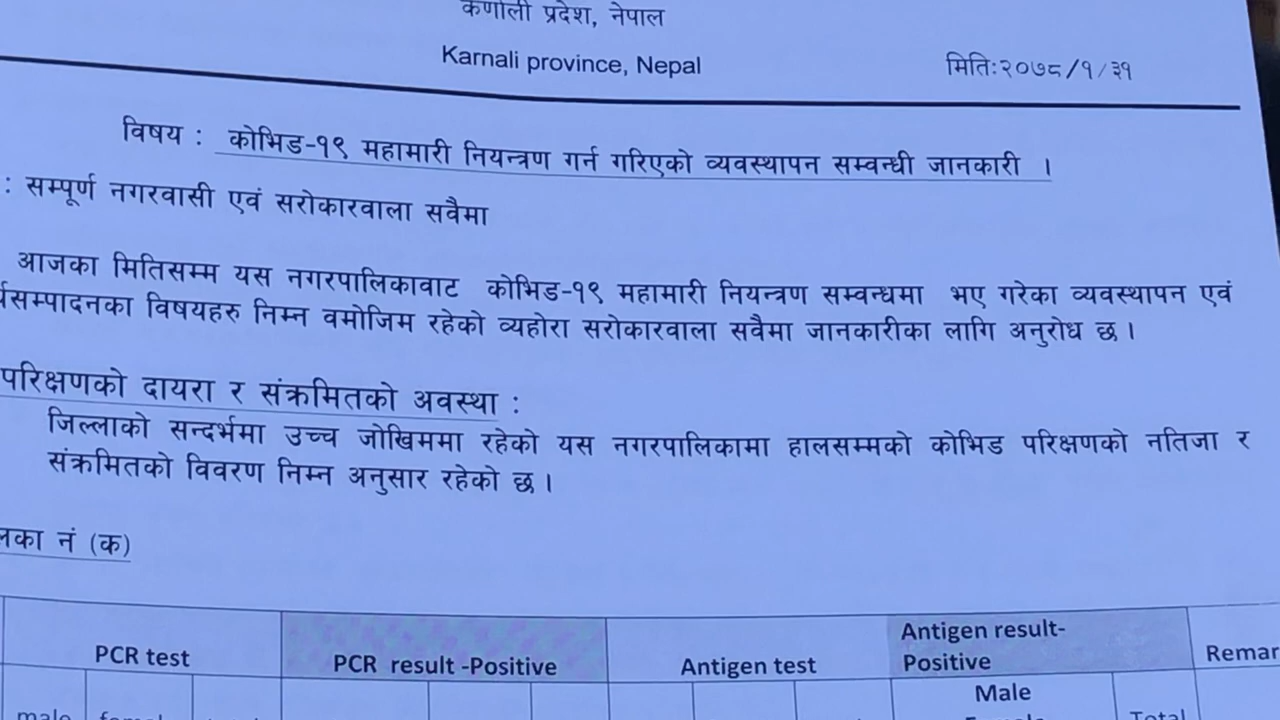 कर्णाली प्रदेश, नेपाल
Karnali province, Nepal
मिति:२०७८/१/३१
विषय : कोभिड-१९ महामारी नियन्त्रण गर्न गरिएको व्यवस्थापन सम्वन्धी जानकारी ।
: सम्पूर्ण नगरवासी एवं सरोकारवाला सवैमा
आजका मितिसम्म यस नगरपालिकावाट कोभिड-१९ महामारी नियन्त्रण सम्वन्धमा भए गरेका व्यवस्थापन एवं
र्यसम्पादनका विषयहरु निम्न वमोजिम रहेको व्यहोरा सरोकारवाला सवैमा जानकारीका लागि अनुरोध छ ।
परिक्षणको दायरा र संक्रमितको अवस्था :
जिल्लाको सन्दर्भमा उच्च जोखिममा रहेको यस नगरपालिकामा हालसम्मको कोभिड परिक्षणको नतिजा र
संक्रमितको विवरण निम्न अनुसार रहेको छ ।
नं (क)
PCR test
PCR result -Positive
Antigen test
Antigen result-
Positive
Remar
male
Male
Female
Total